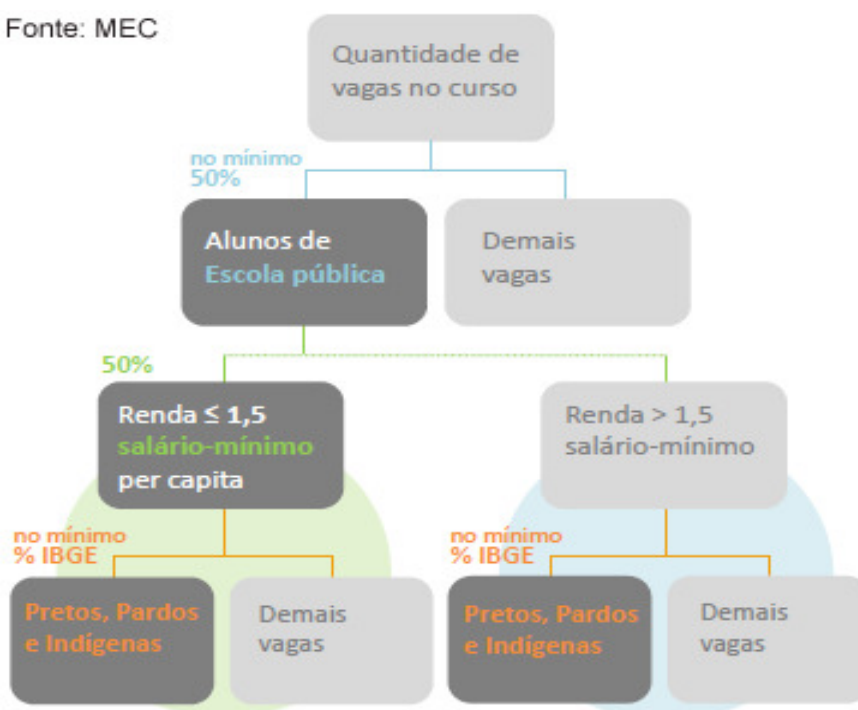 Fonte: MEC
Quantidade de
vagas no curso
no mínimo
50%
Alunos de
Escola pública
Demais
vagas
50%
Renda ≤ 1,5
salário-mínimo
per capita
Renda > 1,5
salário-mínimo
no mínimo
% IBGE
no mínimo
% IBGE
Pretos, Pardos
e Indígenas
Demais
vagas
Pretos, Pardos
e Indígenas
Demais
vagas